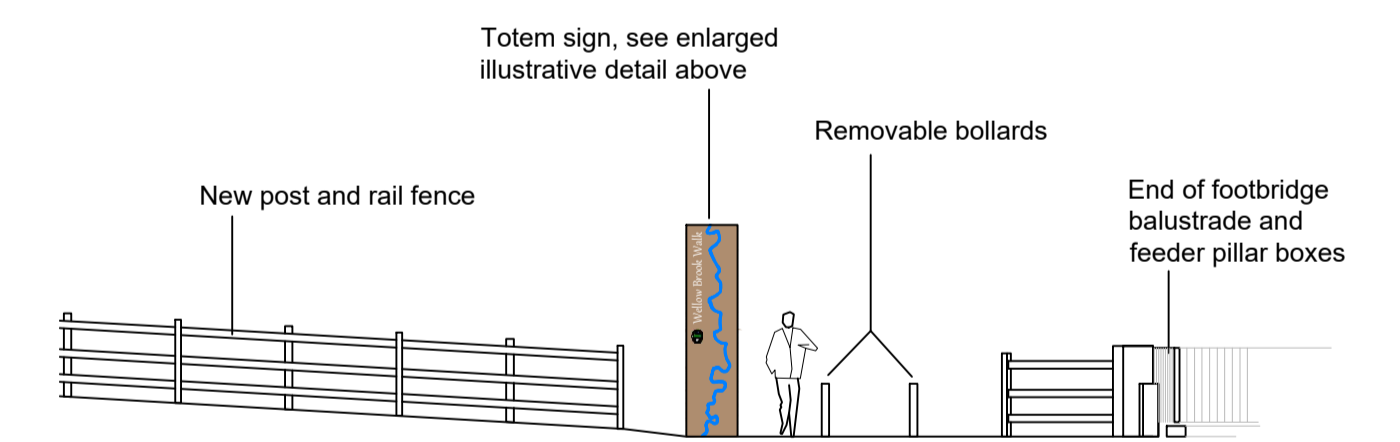 Totem sign, see enlarged
illustrative detail above
Removable bollards
New post and rail fence
End of footbridge
balustrade and
feeder pillar boxes
Wellow Brook Walk